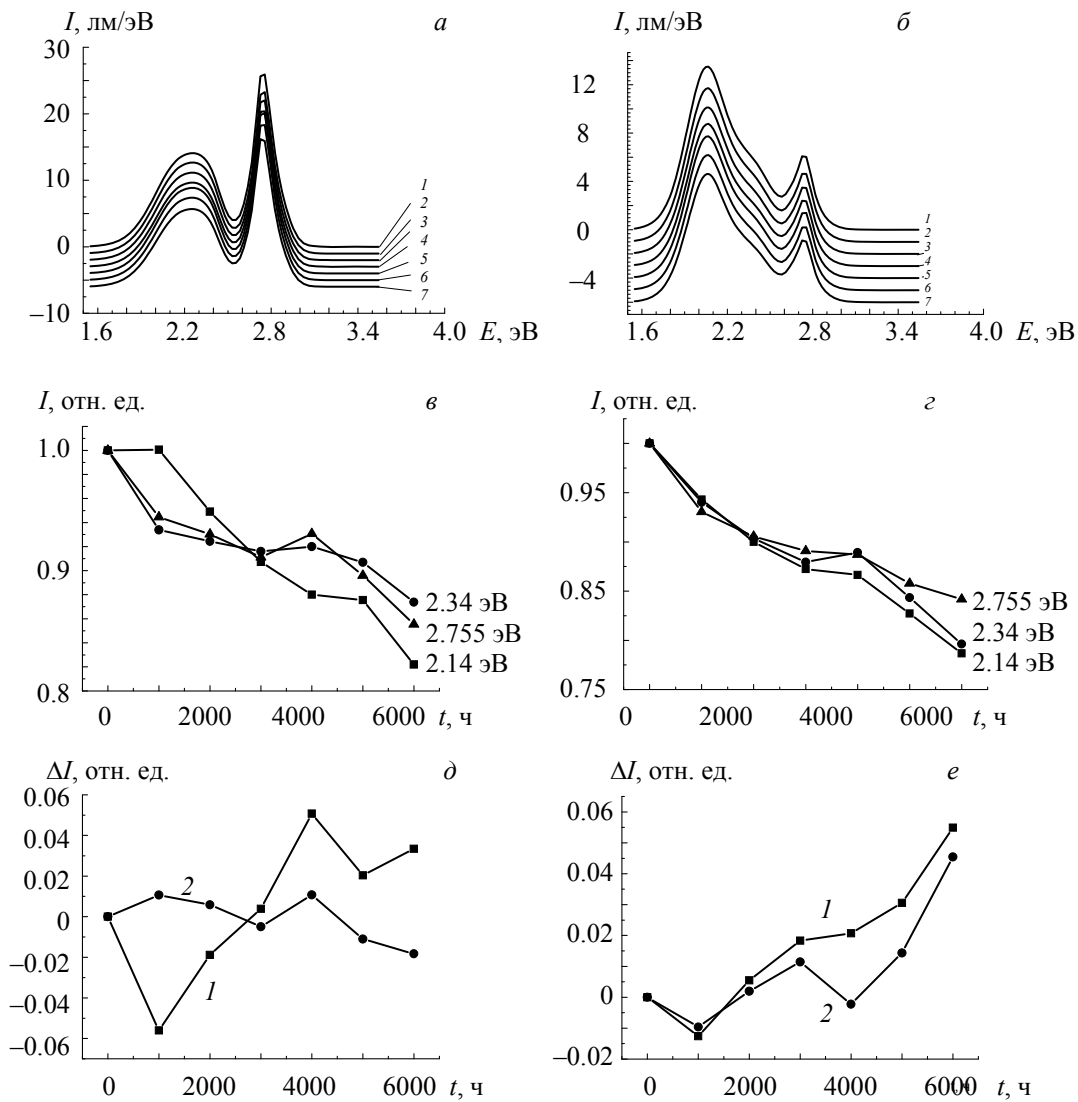 I, лм/эВ
а
30
20
10
0
–10
1
2
3
4
5
6
7
1.6 2.2 2.8 3.4 4.0 E, эВ
I, лм/эВ
б
12
8
4
0
–4
1
2
3
4
5
6
7
1.6 2.2 2.8 3.4 4.0 E, эВ
I, отн. ед.
в
1.0
0.9
0.8
2.34 эВ
2.755 эВ
2.14 эВ
0 2000 4000 6000 t, ч
I, отн. ед.
г
0.95
0.85
0.75
2.755 эВ
2.34 эВ
2.14 эВ
0 2000 4000 6000 t, ч
ΔI, отн. ед.
д
0.06
0.04
0.02
0
–0.02
–0.04
–0.06
2
1
0 2000 4000 6000 t, ч
ΔI, отн. ед.
е
0.06
0.04
0.02
0
–0.02
1
2
0 2000 4000 6000 t, ч